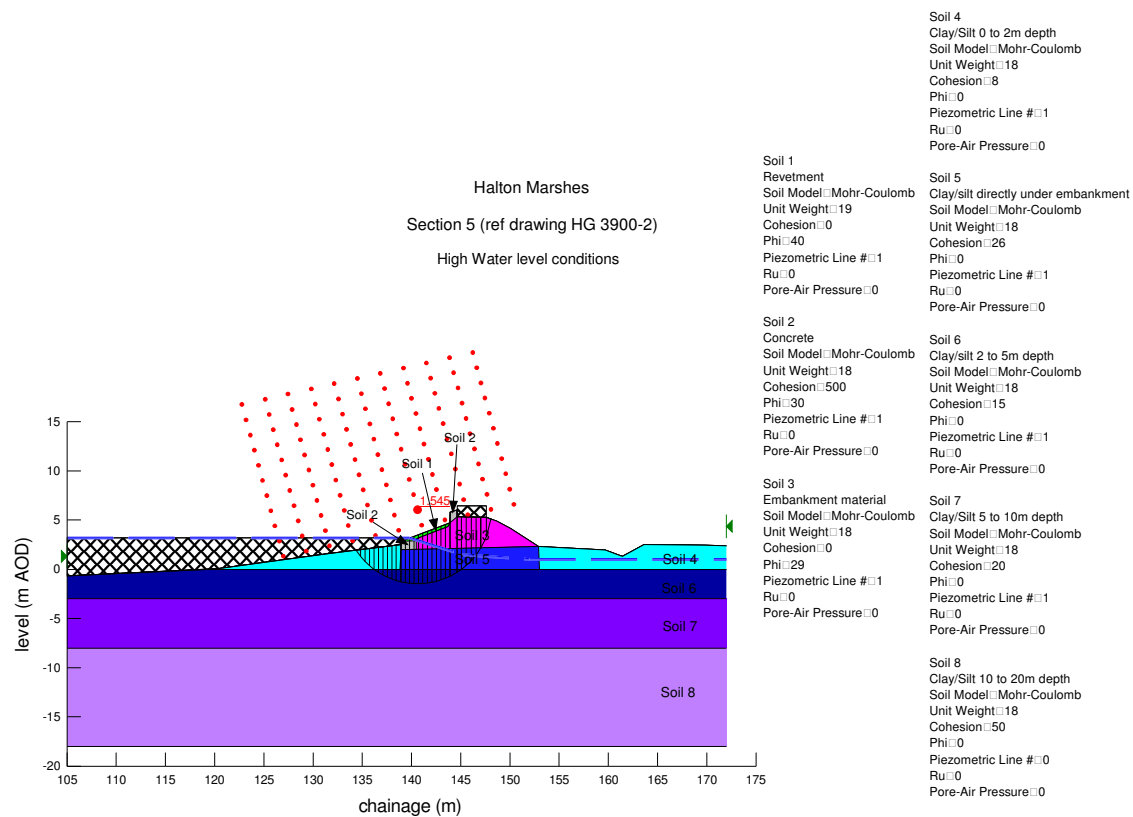 Halton Marshes
Section 5 (ref drawing HG 3900-2)
High Water level conditions
Soil 1
Revetment
Soil Model□Mohr-Coulomb
Unit Weight□19
Cohesion□0
Phi□40
Piezometric Line #□1
Ru□0
Pore-Air Pressure□0
Soil 2
Concrete
Soil Model□Mohr-Coulomb
Unit Weight□18
Cohesion□500
Phi□30
Piezometric Line #□1
Ru□0
Pore-Air Pressure□0
Soil 3
Embankment material
Soil Model□Mohr-Coulomb
Unit Weight□18
Cohesion□0
Phi□29
Piezometric Line #□1
Ru□0
Pore-Air Pressure□0
Soil 4
Clay/Silt 0 to 2m depth
Soil Model□Mohr-Coulomb
Unit Weight□18
Cohesion□8
Phi□0
Piezometric Line #□1
Ru□0
Pore-Air Pressure□0
Soil 5
Clay/silt directly under embankment
Soil Model□Mohr-Coulomb
Unit Weight□18
Cohesion□26
Phi□0
Piezometric Line #□1
Ru□0
Pore-Air Pressure□0
Soil 6
Clay/silt 2 to 5m depth
Soil Model□Mohr-Coulomb
Unit Weight□18
Cohesion□15
Phi□0
Piezometric Line #□1
Ru□0
Pore-Air Pressure□0
Soil 7
Clay/Silt 5 to 10m depth
Soil Model□Mohr-Coulomb
Unit Weight□18
Cohesion□20
Phi□0
Piezometric Line #□1
Ru□0
Pore-Air Pressure□0
Soil 8
Clay/Silt 10 to 20m depth
Soil Model□Mohr-Coulomb
Unit Weight□18
Cohesion□50
Phi□0
Piezometric Line #□0
Ru□0
Pore-Air Pressure□0
level (m AOD)
15
10
5
0
-5
-10
-15
-20
Soil 2
Soil 1
1.545
Soil 2
Soil 3
Soil 5
Soil 4
Soil 6
Soil 7
Soil 8
105 110 115 120 125 130 135 140 145 150 155 160 165 170 175
chainage (m)